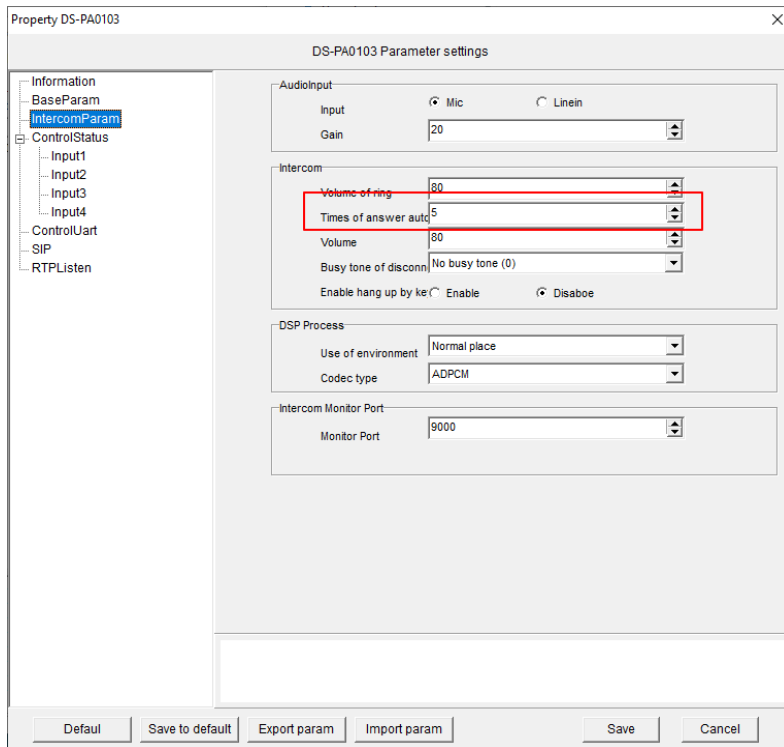 Property DS-PA0103
DS-PA0103 Parameter settings
Information
BaseParam
IntercomParam
ControlStatus
Input1
Input2
Input3
Input4
ControlUart
SIP
RTPListen
AudioInput
Input Mic Linein
Gain 20
Intercom
Volume of ring 80
Times of answer auto 5
Volume 80
Busy tone of disconn No busy tone (0)
Enable hang up by ke Enable Disaboe
DSP Process
Use of environment Normal place
Codec type ADPCM
Intercom Monitor Port
Monitor Port 9000
Defaul Save to default Export param Import param Save Cancel